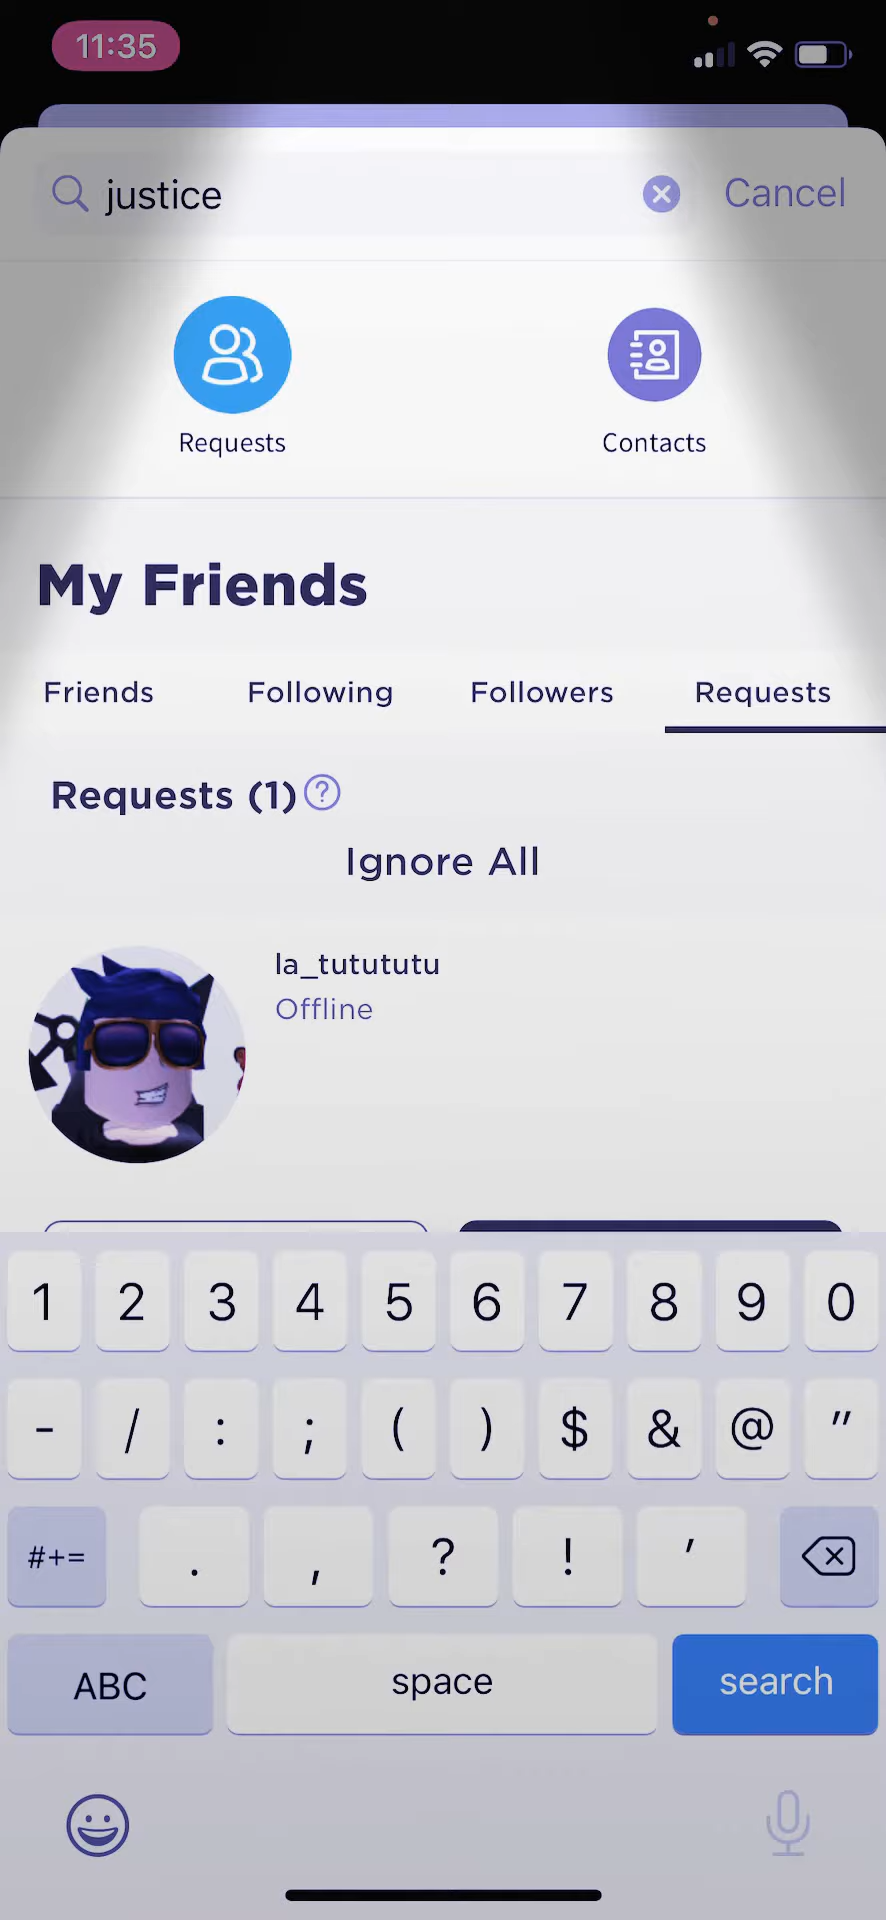 11:35
justice
Cancel
Requests
Contacts
My Friends
Friends Following Followers Requests
Requests (1) ?
Ignore All
la_tutututu
Offline
1 2 3 4 5 6 7 8 9 0
- / : ; ( ) $ & @ "
#+= . , ? ! '
ABC space search